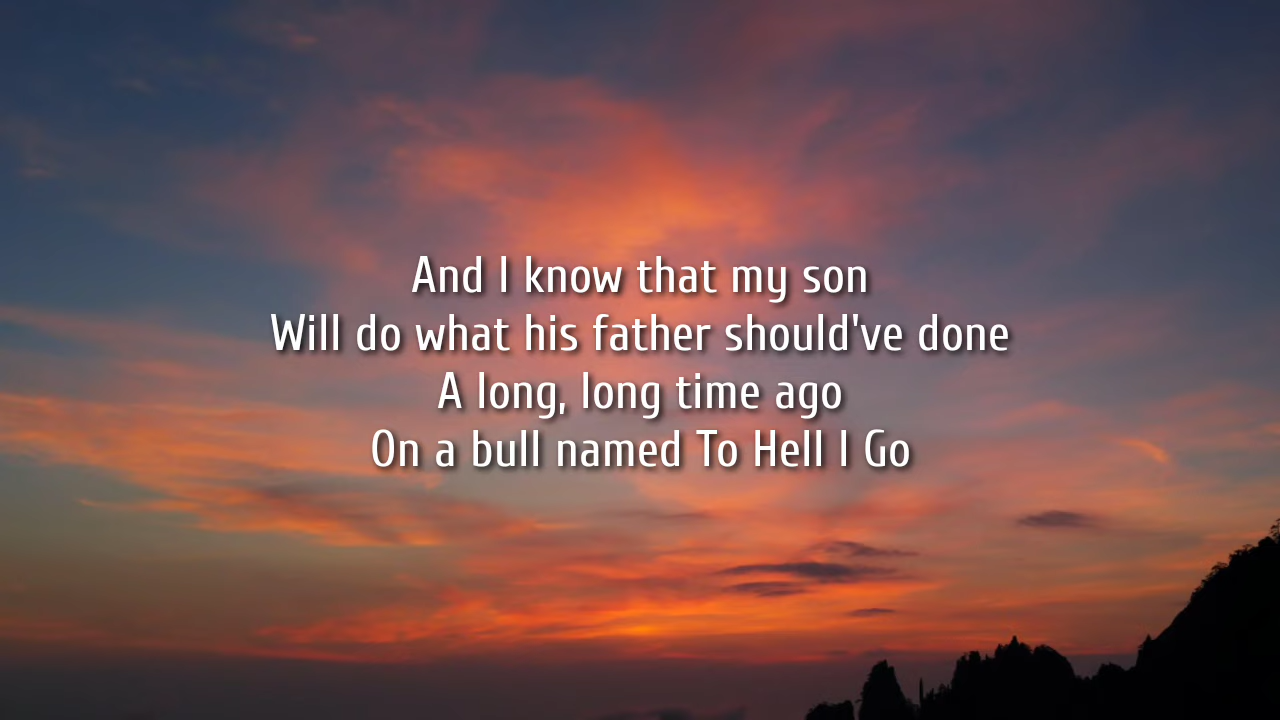 And I know that my son
Will do what his father should've done
A long, long time ago
On a bull named To Hell I Go